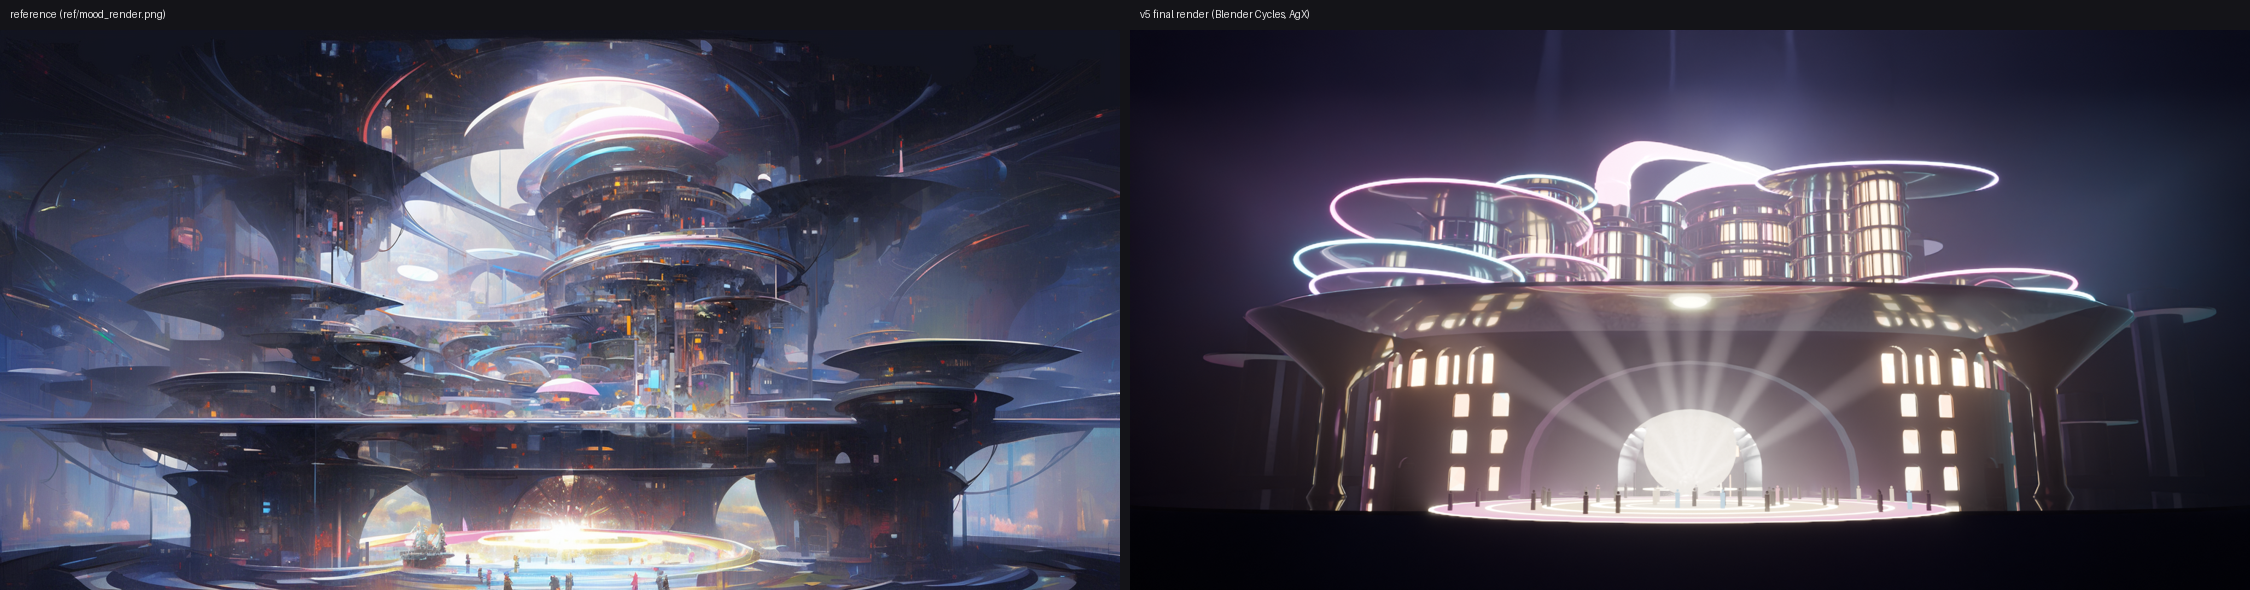 reference (ref/mood_render.png)
v5 final render (Blender Cycles, AgX)